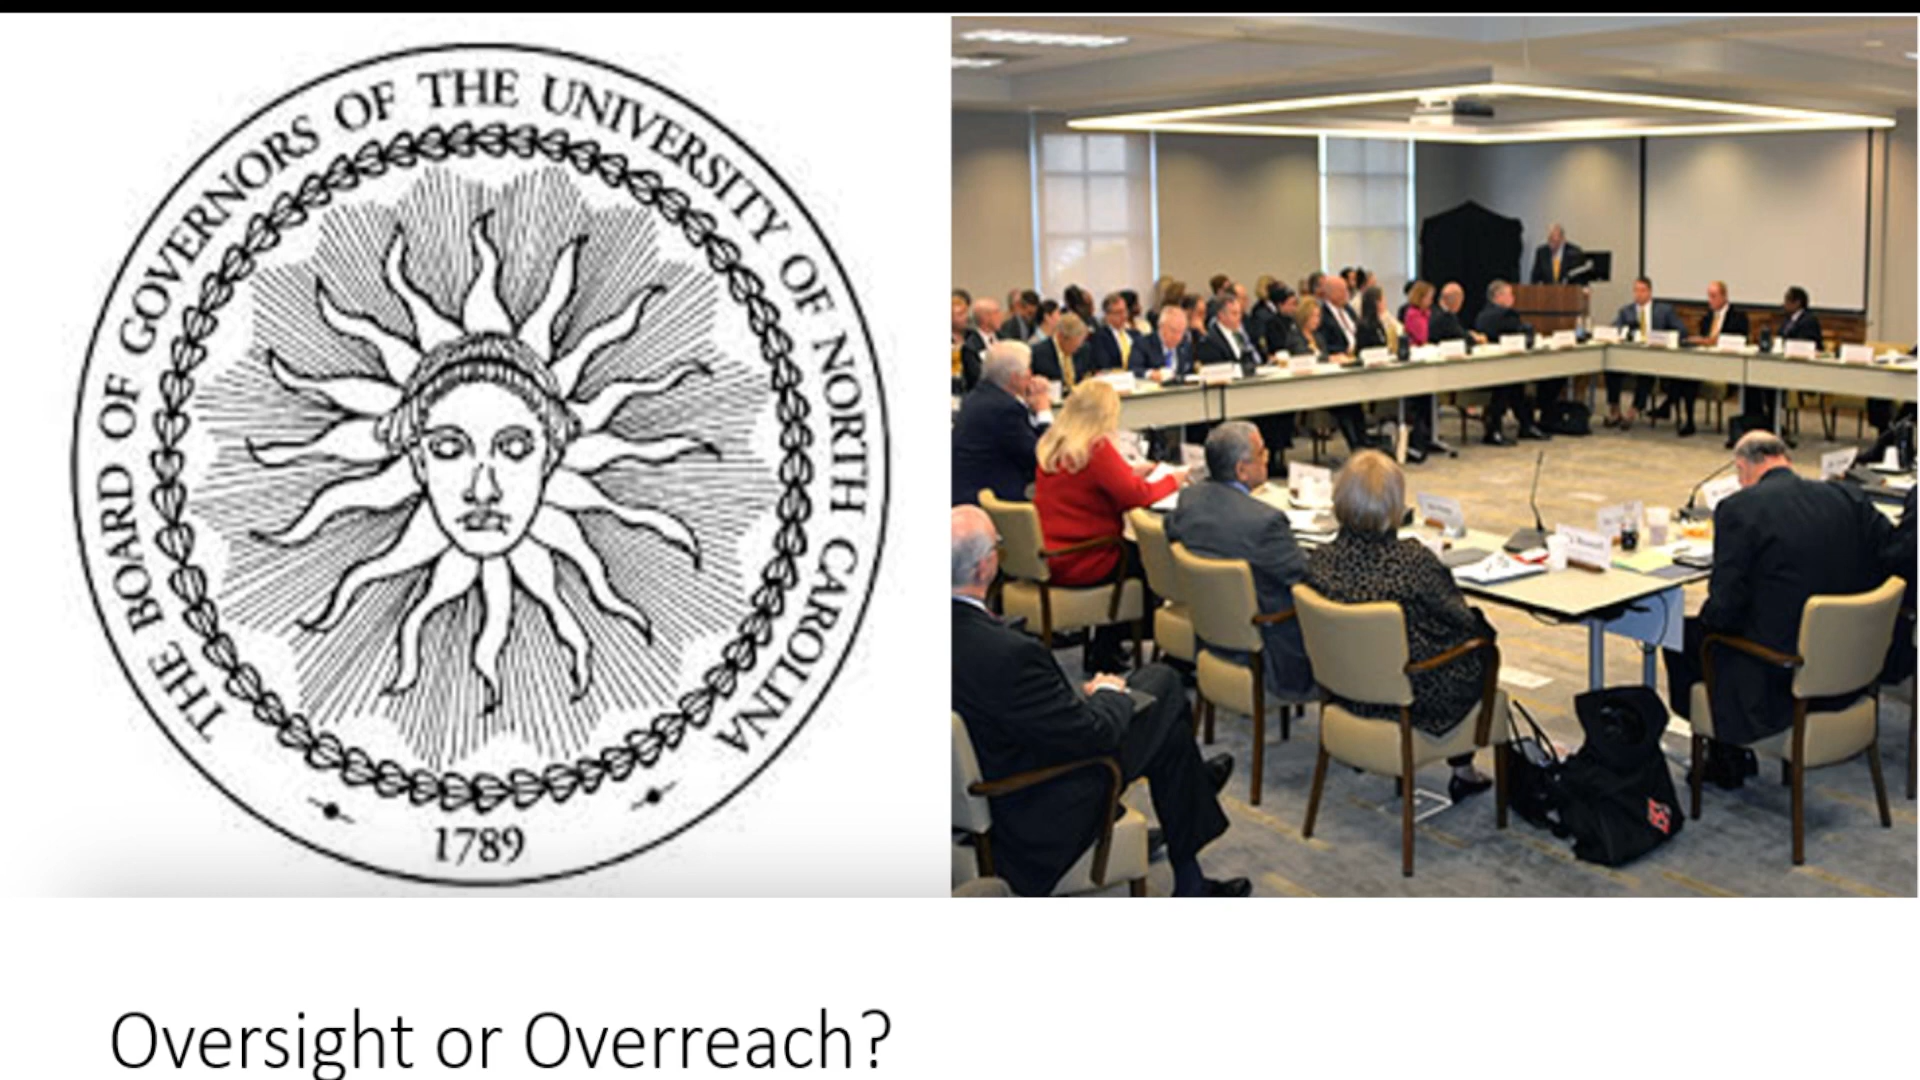 THE BOARD OF GOVERNORS OF THE UNIVERSITY OF NORTH CAROLINA
1789
Oversight or Overreach?